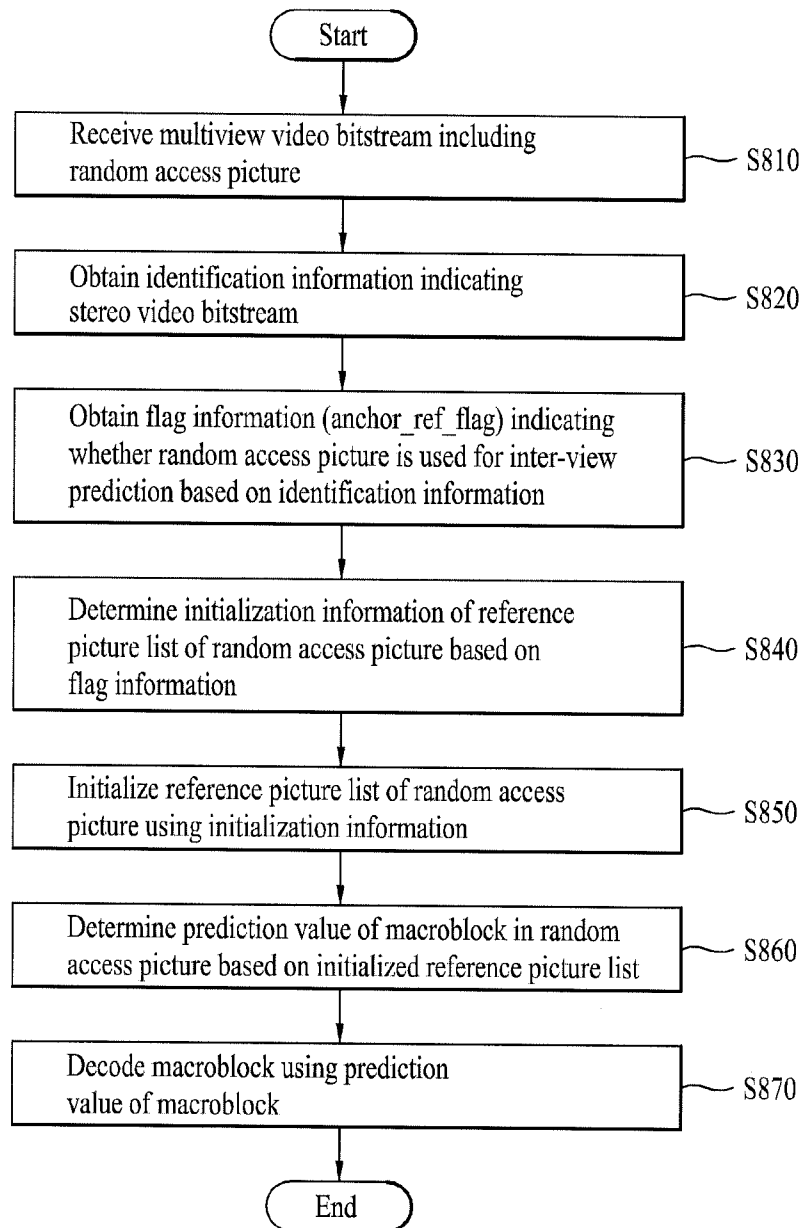 Start
Receive multiview video bitstream including
random access picture
S810
Obtain identification information indicating
stereo video bitstream
S820
Obtain flag information (anchor_ref_flag) indicating
whether random access picture is used for inter-view
prediction based on identification information
S830
Determine initialization information of reference
picture list of random access picture based on
flag information
S840
Initialize reference picture list of random access
picture using initialization information
S850
Determine prediction value of macroblock in random
access picture based on initialized reference picture list
S860
Decode macroblock using prediction
value of macroblock
S870
End